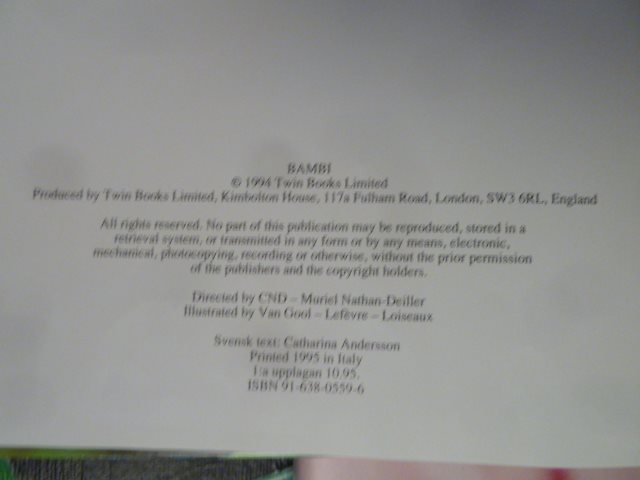 BAMBI
© 1994 Twin Books Limited
Produced by Twin Books Limited, Kimbolton House, 117a Fulham Road, London, SW3 6RL, England
All rights reserved. No part of this publication may be reproduced, stored in a
retrieval system, or transmitted in any form or by any means, electronic,
mechanical, photocopying, recording or otherwise, without the prior permission
of the publishers and the copyright holders.
Directed by CND – Muriel Nathan-Deiller
Illustrated by Van Gool – Lefèvre – Loiseaux
Svensk text: Catharina Andersson
Printed 1995 in Italy
1:a upplagan 10.95.
ISBN 91-638-0559-6